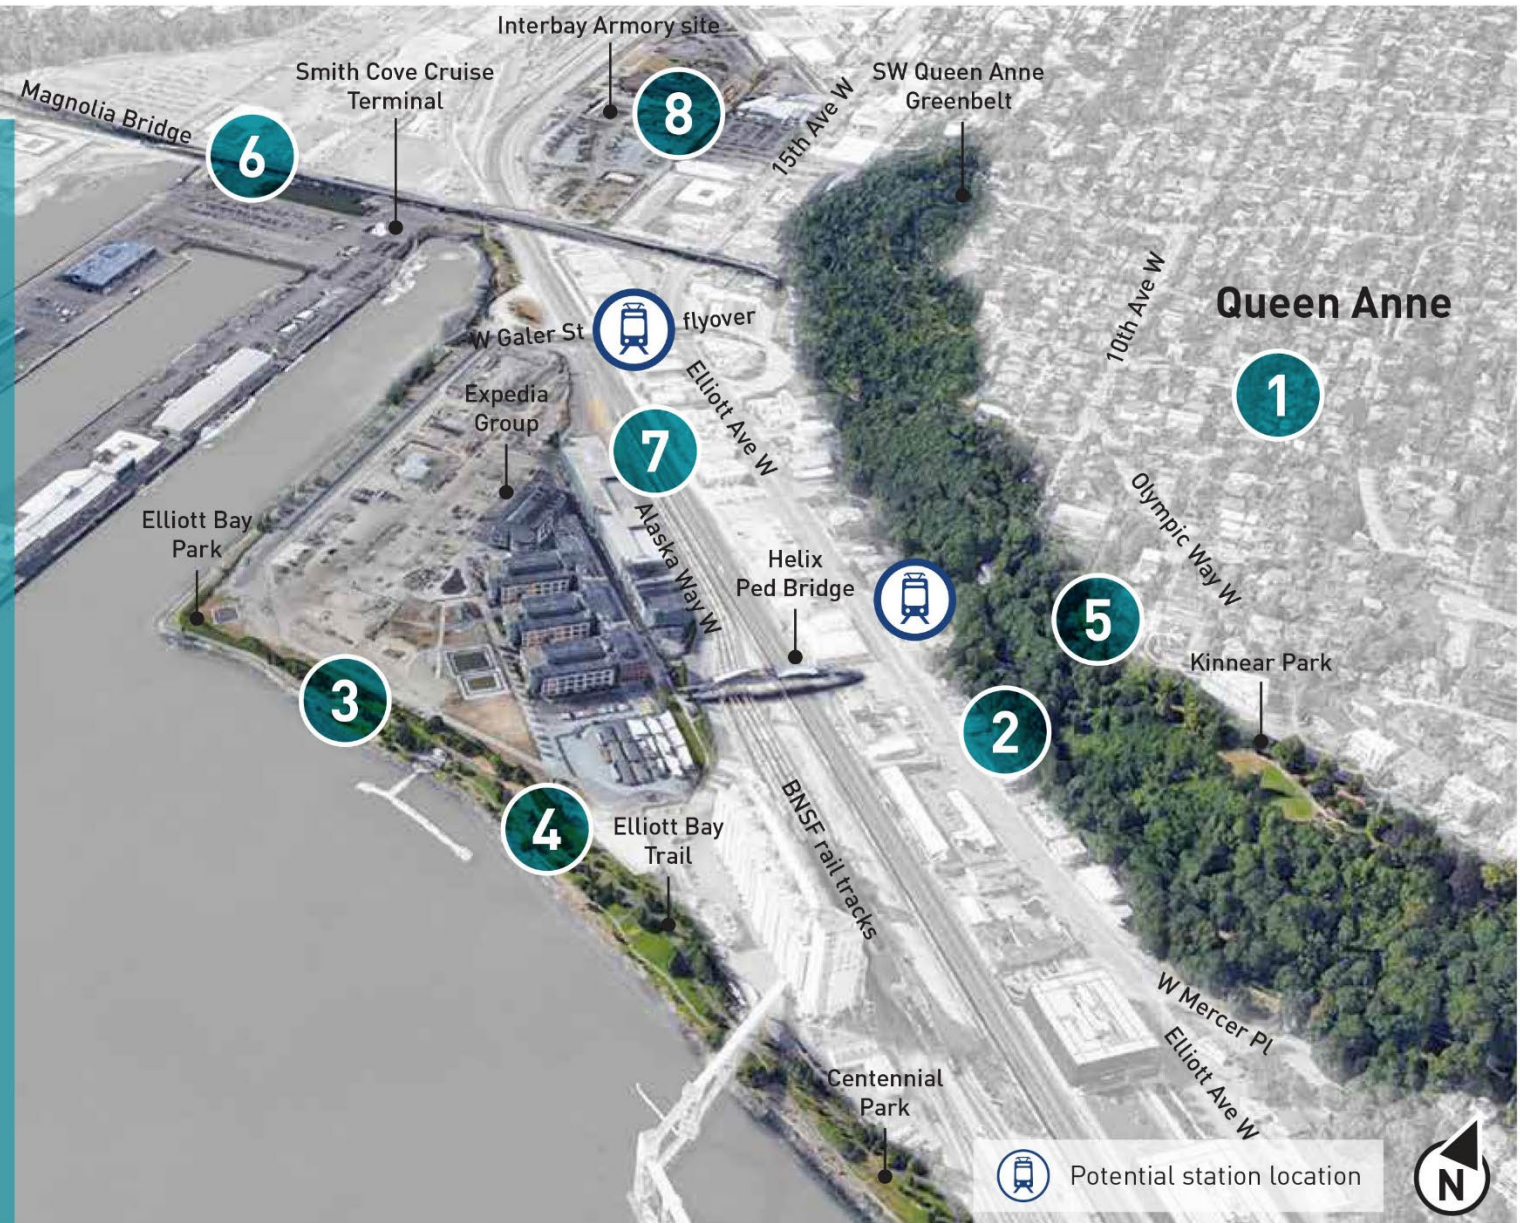 Interbay Armory site
Smith Cove Cruise
Terminal
SW Queen Anne
Greenbelt
Magnolia Bridge
6
8
15th Ave W
10th Ave W
Queen Anne
1
W Galer St
flyover
Elliott Ave W
Expedia
Group
7
Olympic Way W
Elliott Bay
Park
Alaska Way W
Helix
Ped Bridge
5
Kinnear Park
3
2
4
Elliott Bay
Trail
BNSF rail tracks
W Mercer Pl
Elliott Ave W
Centennial
Park
Potential station location
N